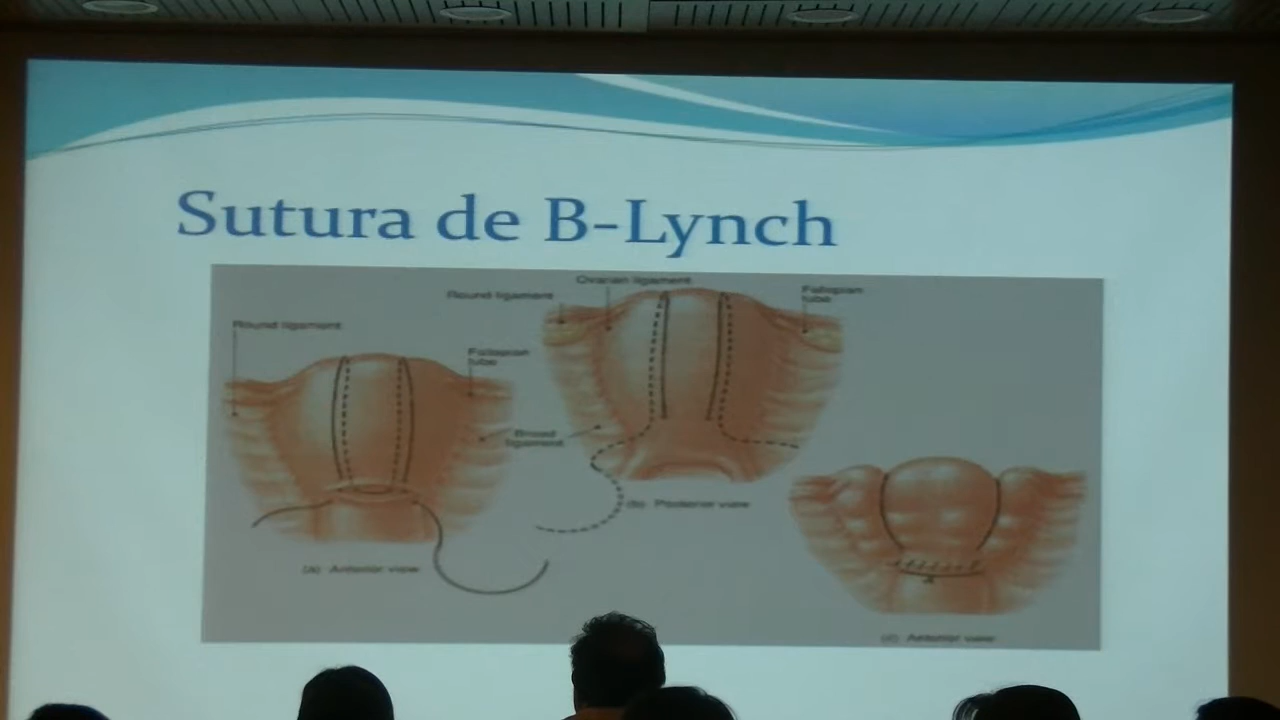 Sutura de B-Lynch
Ovarian ligament
Round ligament
Fallopian
tube
Round ligament
Fallopian
tube
Broad
ligament
(b) Posterior view
(a) Anterior view
(c) Anterior view